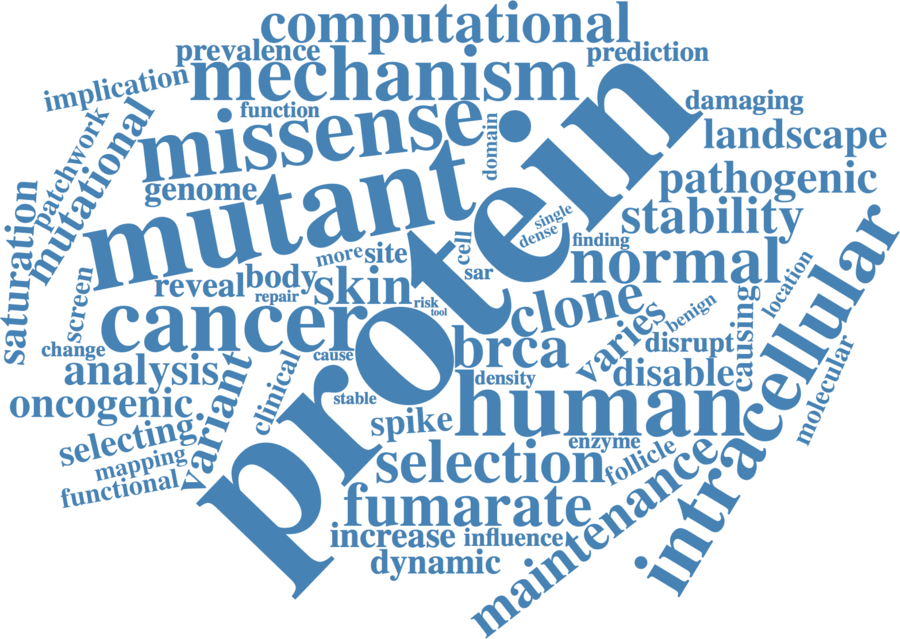 computational
prevalence
prediction
mechanism
implication
function
damaging
missense
domain
landscape
patchwork
mutational
genome
pathogenic
mutant
protein
single
dense
stability
saturation
finding
normal
cell
more
site
sar
reveal
body
skin
repair
screen
location
intracellular
risk
tool
clone
cancer
benign
varies
causing
disrupt
brca
change
cause
analysis
variant
clinical
density
disable
molecular
stable
human
oncogenic
spike
selecting
enzyme
mapping
selection
follicle
functional
fumarate
maintenance
increase
influence
dynamic